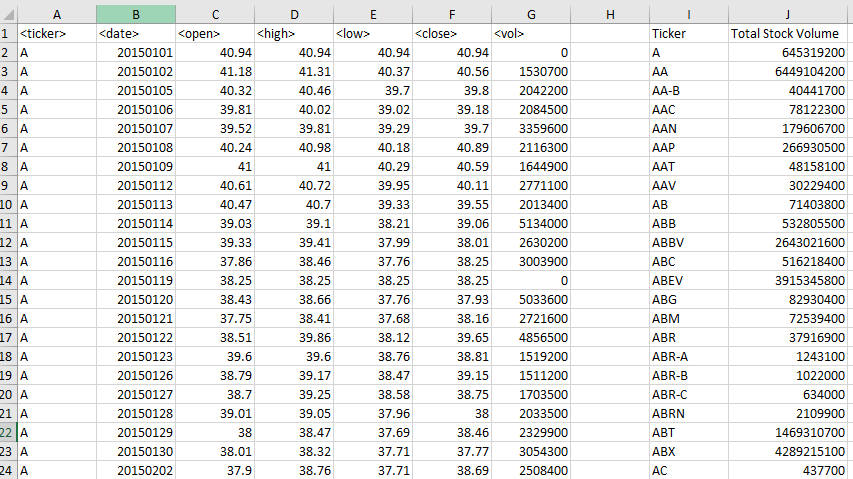 A B C D E F G H I J
1 <ticker> <date> <open> <high> <low> <close> <vol> Ticker Total Stock Volume
2 A 20150101 40.94 40.94 40.94 40.94 0 A 645319200
3 A 20150102 41.18 41.31 40.37 40.56 1530700 AA 6449104200
4 A 20150105 40.32 40.46 39.7 39.8 2042200 AA-B 40441700
5 A 20150106 39.81 40.02 39.02 39.18 2084500 AAC 78122300
6 A 20150107 39.52 39.81 39.29 39.7 3359600 AAN 179606700
7 A 20150108 40.24 40.98 40.18 40.89 2116300 AAP 266930500
8 A 20150109 41 41 40.29 40.59 1644900 AAT 48158100
9 A 20150112 40.61 40.72 39.95 40.11 2771100 AAV 30229400
10 A 20150113 40.47 40.7 39.33 39.55 2013400 AB 71403800
11 A 20150114 39.03 39.1 38.21 39.06 5134000 ABB 532805500
12 A 20150115 39.33 39.41 37.99 38.01 2630200 ABBV 2643021600
13 A 20150116 37.86 38.46 37.76 38.25 3003900 ABC 516218400
14 A 20150119 38.25 38.25 38.25 38.25 0 ABEV 3915345800
15 A 20150120 38.43 38.66 37.76 37.93 5033600 ABG 82930400
16 A 20150121 37.75 38.41 37.68 38.16 2721600 ABM 72539400
17 A 20150122 38.51 39.86 38.12 39.65 4856500 ABR 37916900
18 A 20150123 39.6 39.6 38.76 38.81 1519200 ABR-A 1243100
19 A 20150126 38.79 39.17 38.47 39.15 1511200 ABR-B 1022000
20 A 20150127 38.7 39.25 38.58 38.75 1703500 ABR-C 634000
21 A 20150128 39.01 39.05 37.96 38 2033500 ABRN 2109900
22 A 20150129 38 38.47 37.69 38.46 2329900 ABT 1469310700
23 A 20150130 38.01 38.32 37.71 37.77 3054300 ABX 4289215100
24 A 20150202 37.9 38.76 37.71 38.69 2508400 AC 437700